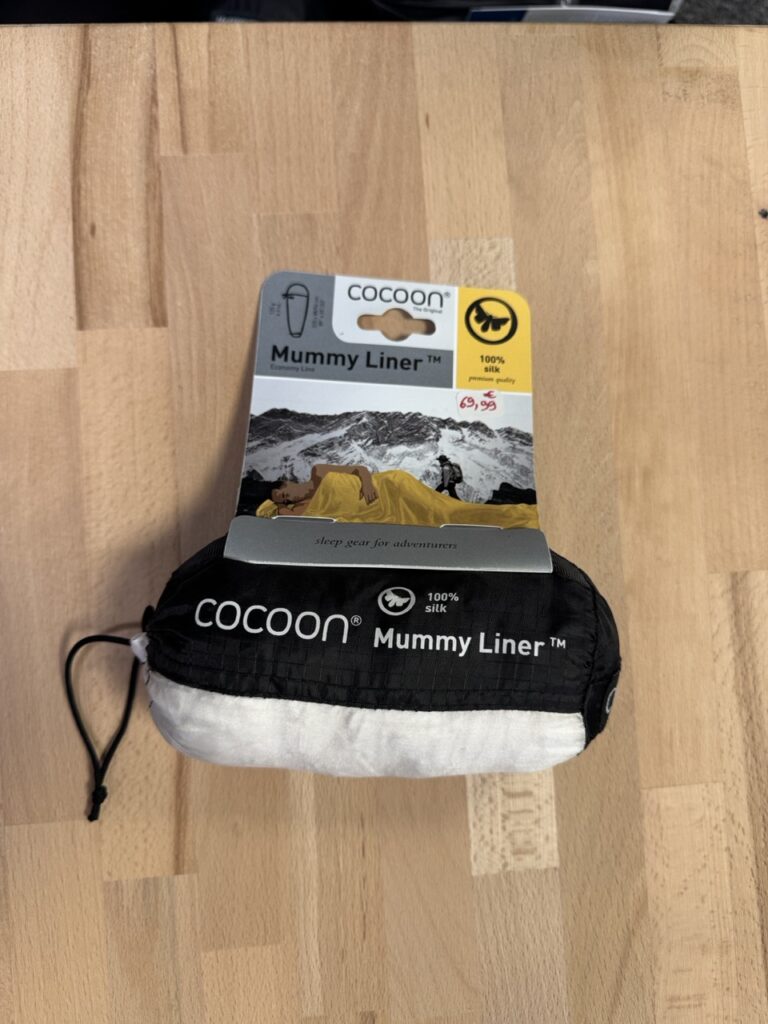 COCOON®
The Original
Mummy Liner™
Economy Line
100%
silk
premium quality
€
69,99
sleep gear for adventurers
COCOON®
100%
silk
Mummy Liner™